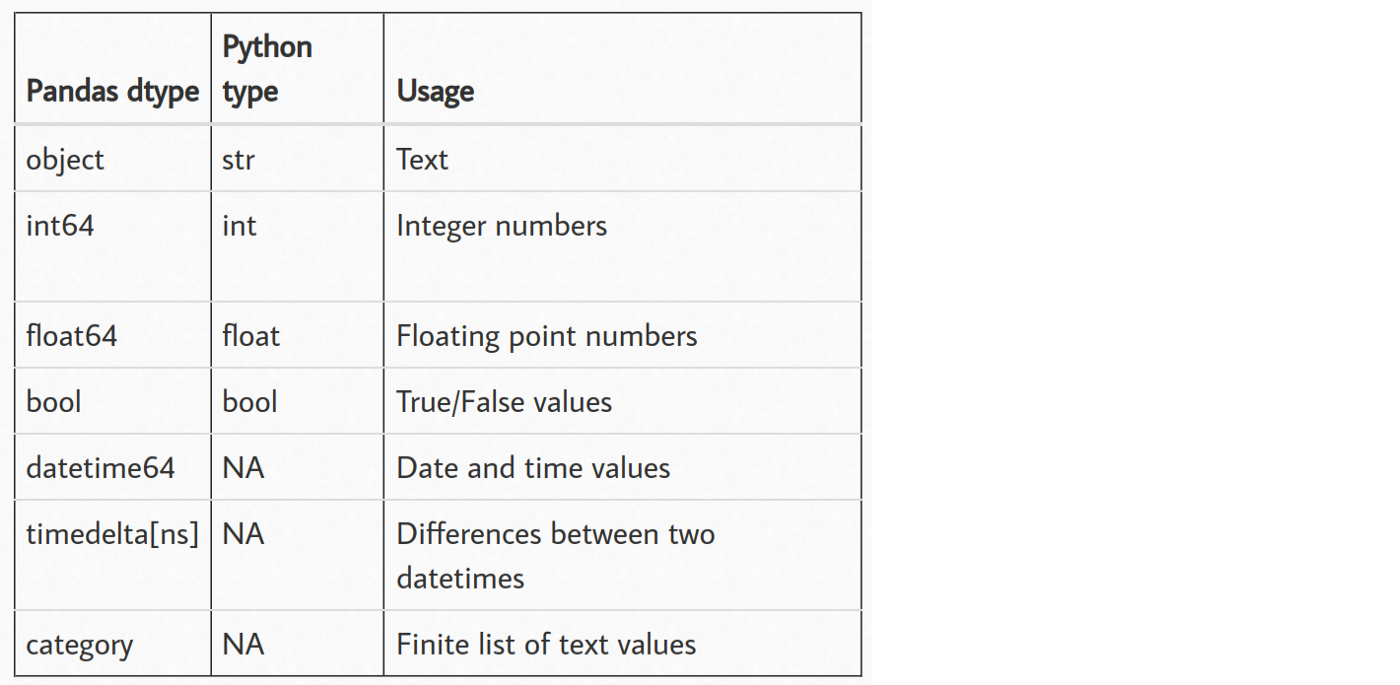 Pandas dtype Python type Usage
object str Text
int64 int Integer numbers
float64 float Floating point numbers
bool bool True/False values
datetime64 NA Date and time values
timedelta[ns] NA Differences between two
datetimes
category NA Finite list of text values